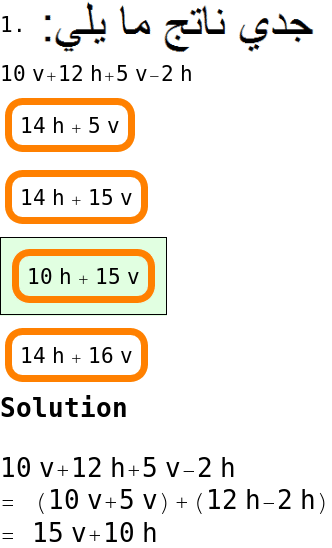 1. جدي ناتج ما يلي:
10 v+12 h+5 v−2 h
14 h + 5 v
14 h + 15 v
10 h + 15 v
14 h + 16 v
Solution
10 v+12 h+5 v−2 h
= (10 v+5 v)+(12 h−2 h)
= 15 v+10 h